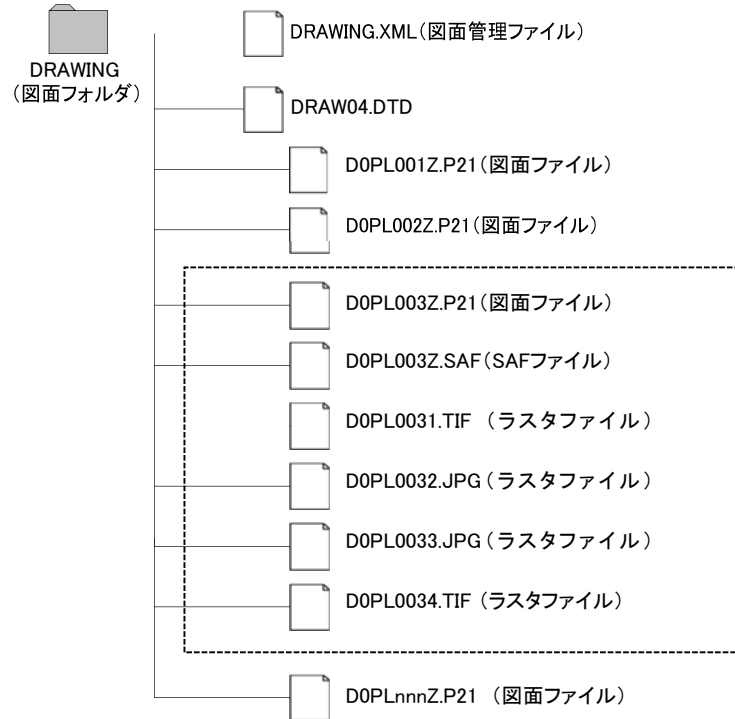 DRAWING
（図面フォルダ）
DRAWING.XML（図面管理ファイル）
DRAW04.DTD
D0PL001Z.P21（図面ファイル）
D0PL002Z.P21（図面ファイル）
D0PL003Z.P21（図面ファイル）
D0PL003Z.SAF（SAFファイル）
D0PL0031.TIF （ラスタファイル）
D0PL0032.JPG（ラスタファイル）
D0PL0033.JPG（ラスタファイル）
D0PL0034.TIF （ラスタファイル）
D0PLnnnZ.P21 （図面ファイル）